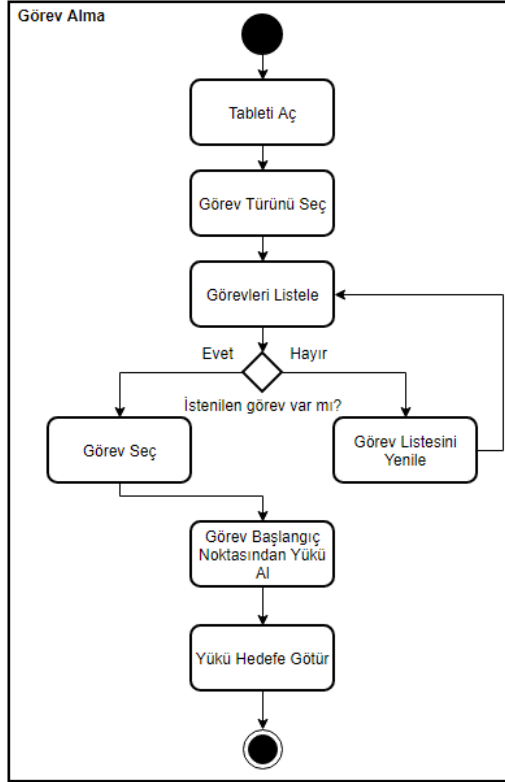 Görev Alma
Tableti Aç
Görev Türünü Seç
Görevleri Listele
Evet
Hayır
İstenilen görev var mı?
Görev Seç
Görev Listesini
Yenile
Görev Başlangıç
Noktasından Yükü
Al
Yükü Hedefe Götür